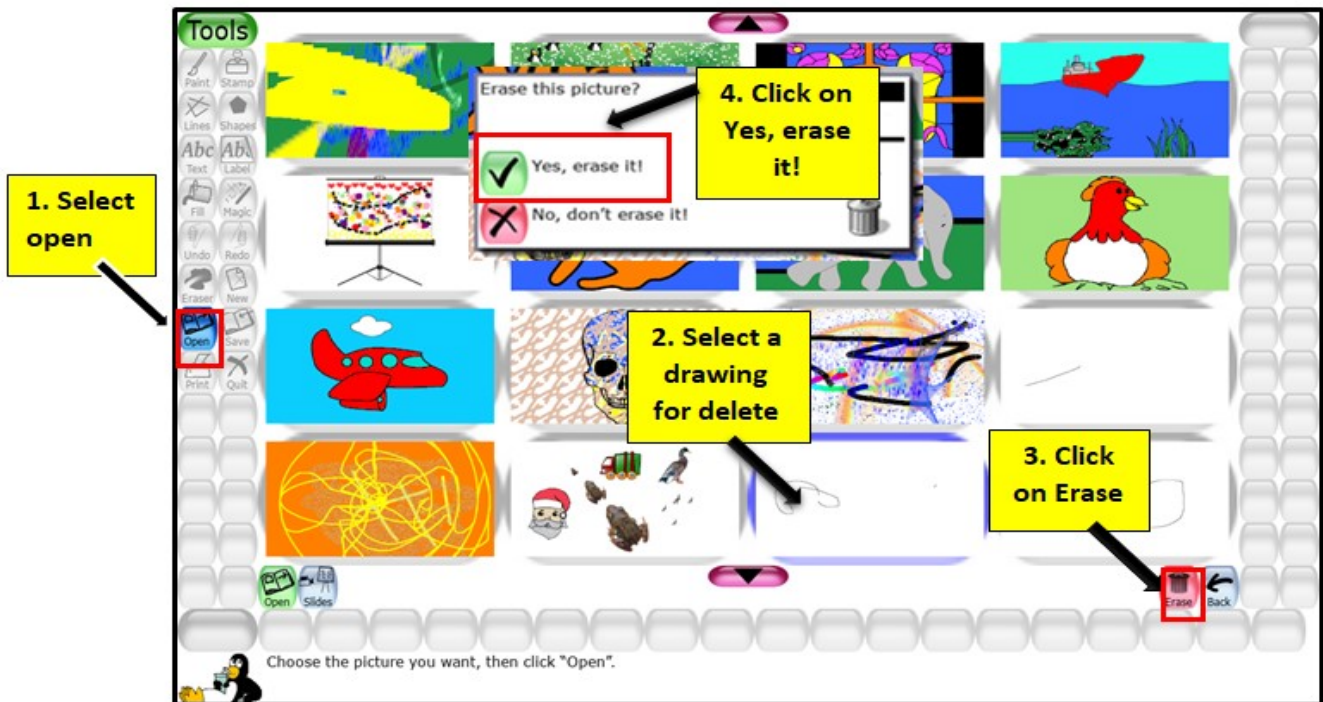 Tools
Paint Stamp
Lines Shapes
Abc Abc
Text Label
Fill Magic
Undo Redo
Eraser New
Open Save
Print Quit
1. Select
open
Erase this picture?
Yes, erase it!
No, don't erase it!
4. Click on
Yes, erase
it!
2. Select a
drawing
for delete
3. Click
on Erase
Open Slides
Erase Back
Choose the picture you want, then click "Open".